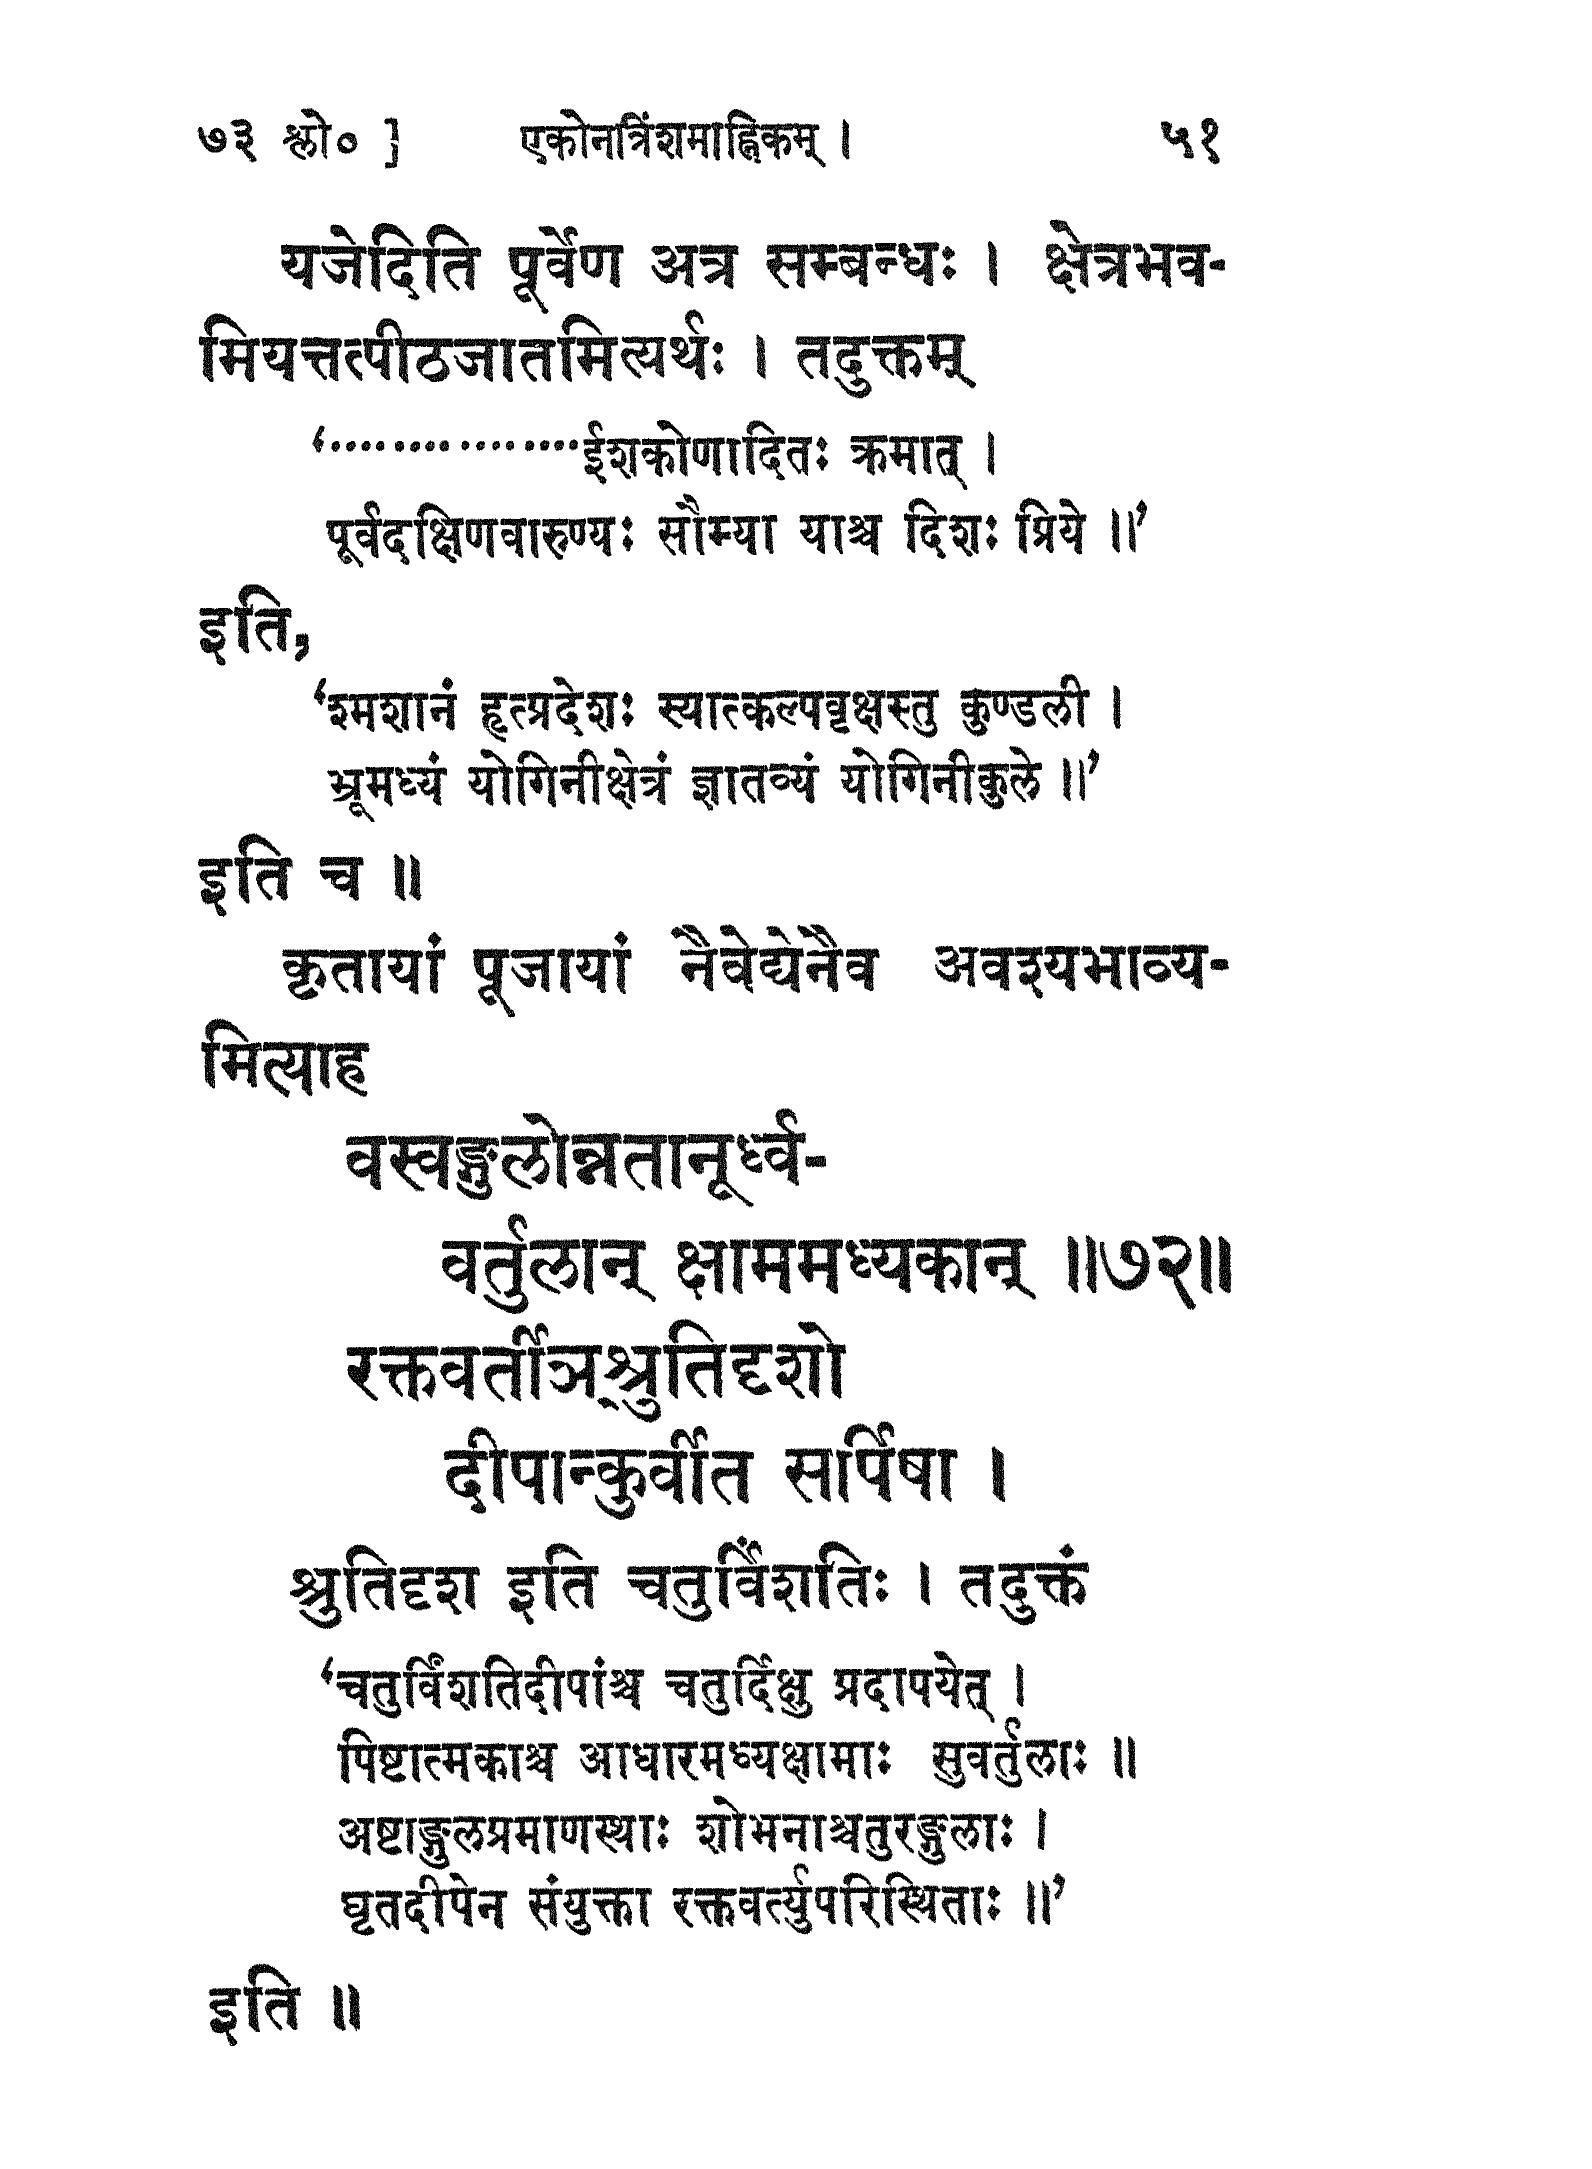 ७३ श्लो० ]  एकोनत्रिंशमाह्निकम् ।  ५१
यजेदिति पूर्वेण अत्र सम्बन्धः । क्षेत्रभव-
मियत्तत्पीठजातमित्यर्थः । तदुक्तम्
‘················ईशकोणादितः क्रमात् ।
पूर्वदक्षिणवारुण्यः सौम्या याश्च दिशः प्रिये ॥’
इति,
‘श्मशानं हृत्प्रदेशः स्यात्कल्पवृक्षस्तु कुण्डली ।
भ्रूमध्यं योगिनीक्षेत्रं ज्ञातव्यं योगिनीकुले ॥’
इति च ॥
कृतायां पूजायां नैवेद्येनैव अवश्यभाव्य-
मित्याह
वस्वङ्गुलोन्नतानूर्ध्व-
वर्तुलान् क्षाममध्यकान् ॥७२॥
रक्तवर्तीञ्श्रुतिदृशो
दीपान्कुर्वीत सर्पिषा ।
श्रुतिदृश इति चतुर्विंशतिः । तदुक्तं
‘चतुर्विंशतिदीपांश्च चतुर्दिक्षु प्रदापयेत् ।
पिष्टात्मकाश्च आधारमध्यक्षामाः सुवर्तुलाः ॥
अष्टाङ्गुलप्रमाणस्थाः शोभनाश्चतुरङ्गुलाः ।
घृतदीपेन संयुक्ता रक्तवर्त्युपरिस्थिताः ॥’
इति ॥